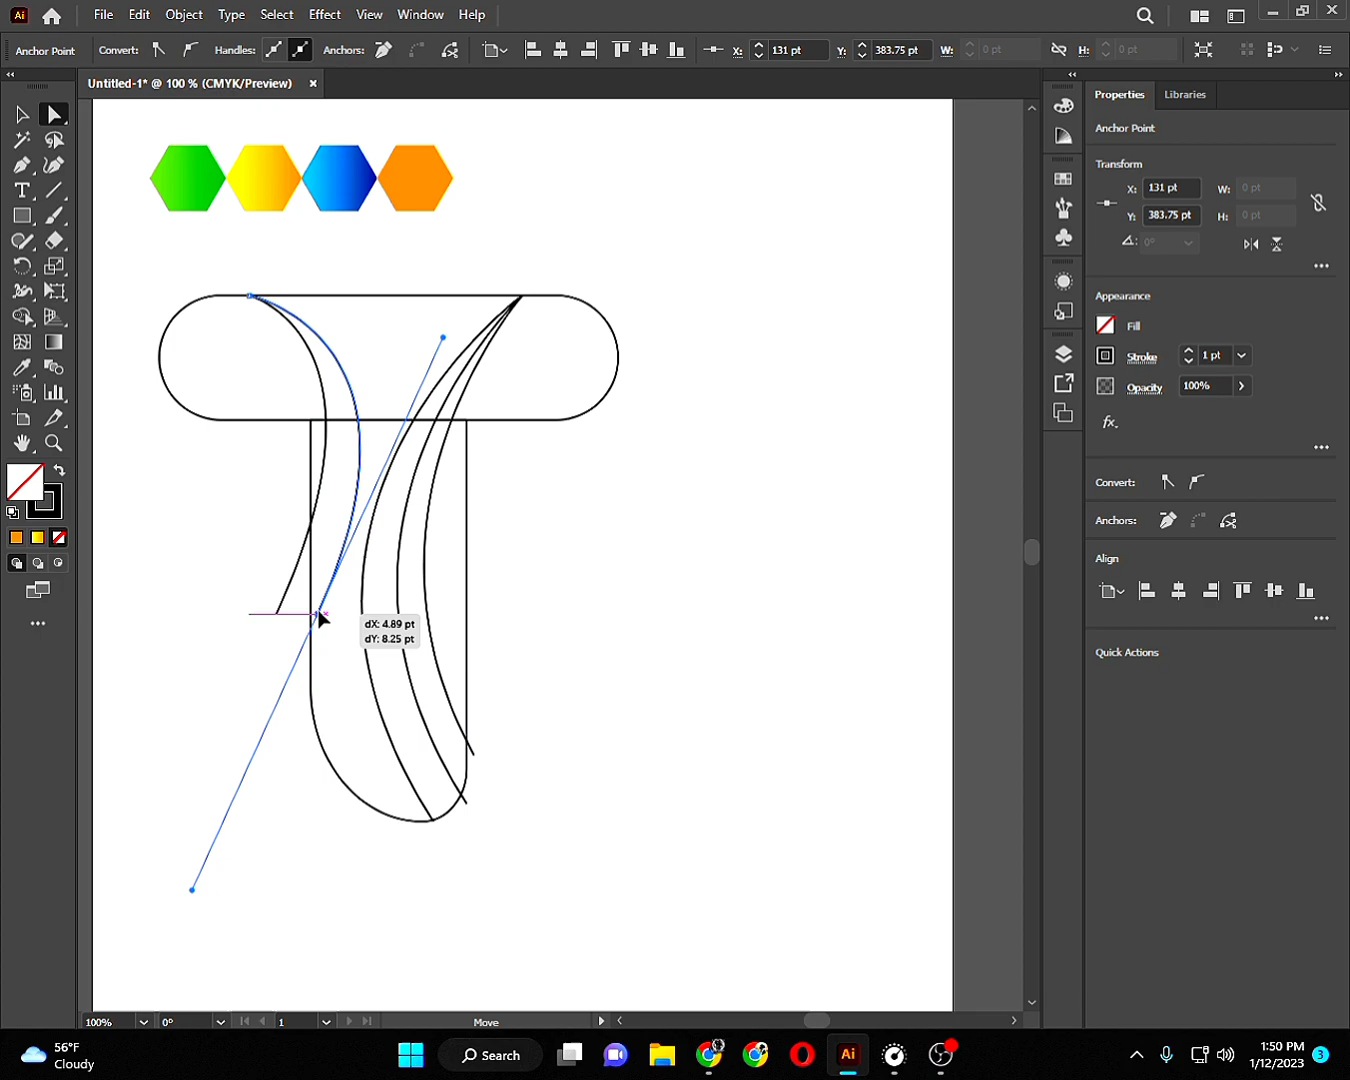 Ai File Edit Object Type Select Effect View Window Help
Anchor Point Convert: Handles: Anchors: X: 131 pt Y: 383.75 pt W: 0 pt H: 0 pt
Untitled-1* @ 100 % (CMYK/Preview) ×
Properties Libraries
Anchor Point
Transform
X: 131 pt W: 0 pt
Y: 383.75 pt H: 0 pt
0°
Appearance
Fill
Stroke 1 pt
Opacity 100%
fx.
Convert:
Anchors:
Align
Quick Actions
dX: 4.89 pt
dY: 8.25 pt
100% 0° 1 Move
56°F
Cloudy
Search
Ai
1:50 PM
1/12/2023
3